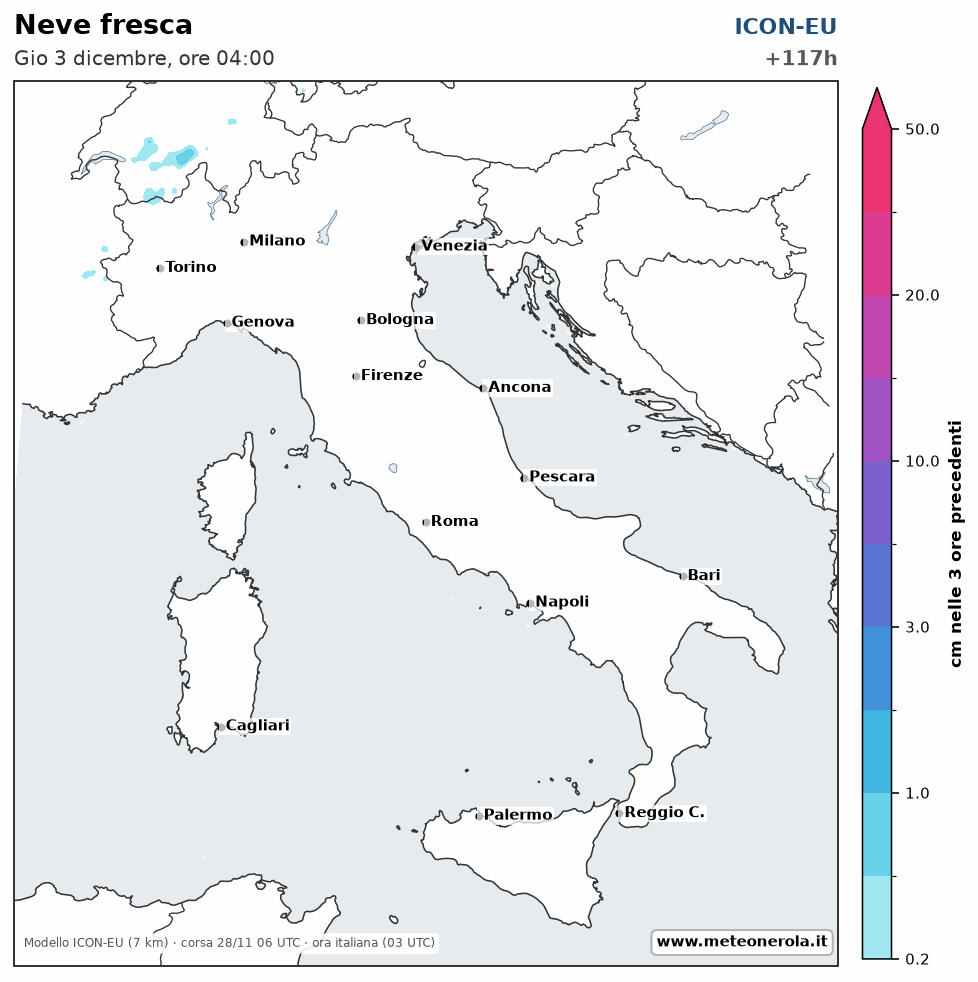 Neve fresca
ICON-EU
Gio 3 dicembre, ore 04:00
+117h
50.0
Milano
Venezia
Torino
20.0
Genova
Bologna
Firenze
Ancona
10.0
Pescara
Roma
cm nelle 3 ore precedenti
Bari
Napoli
3.0
Cagliari
1.0
Palermo
Reggio C.
Modello ICON-EU (7 km) · corsa 28/11 06 UTC · ora italiana (03 UTC)
www.meteonerola.it
0.2